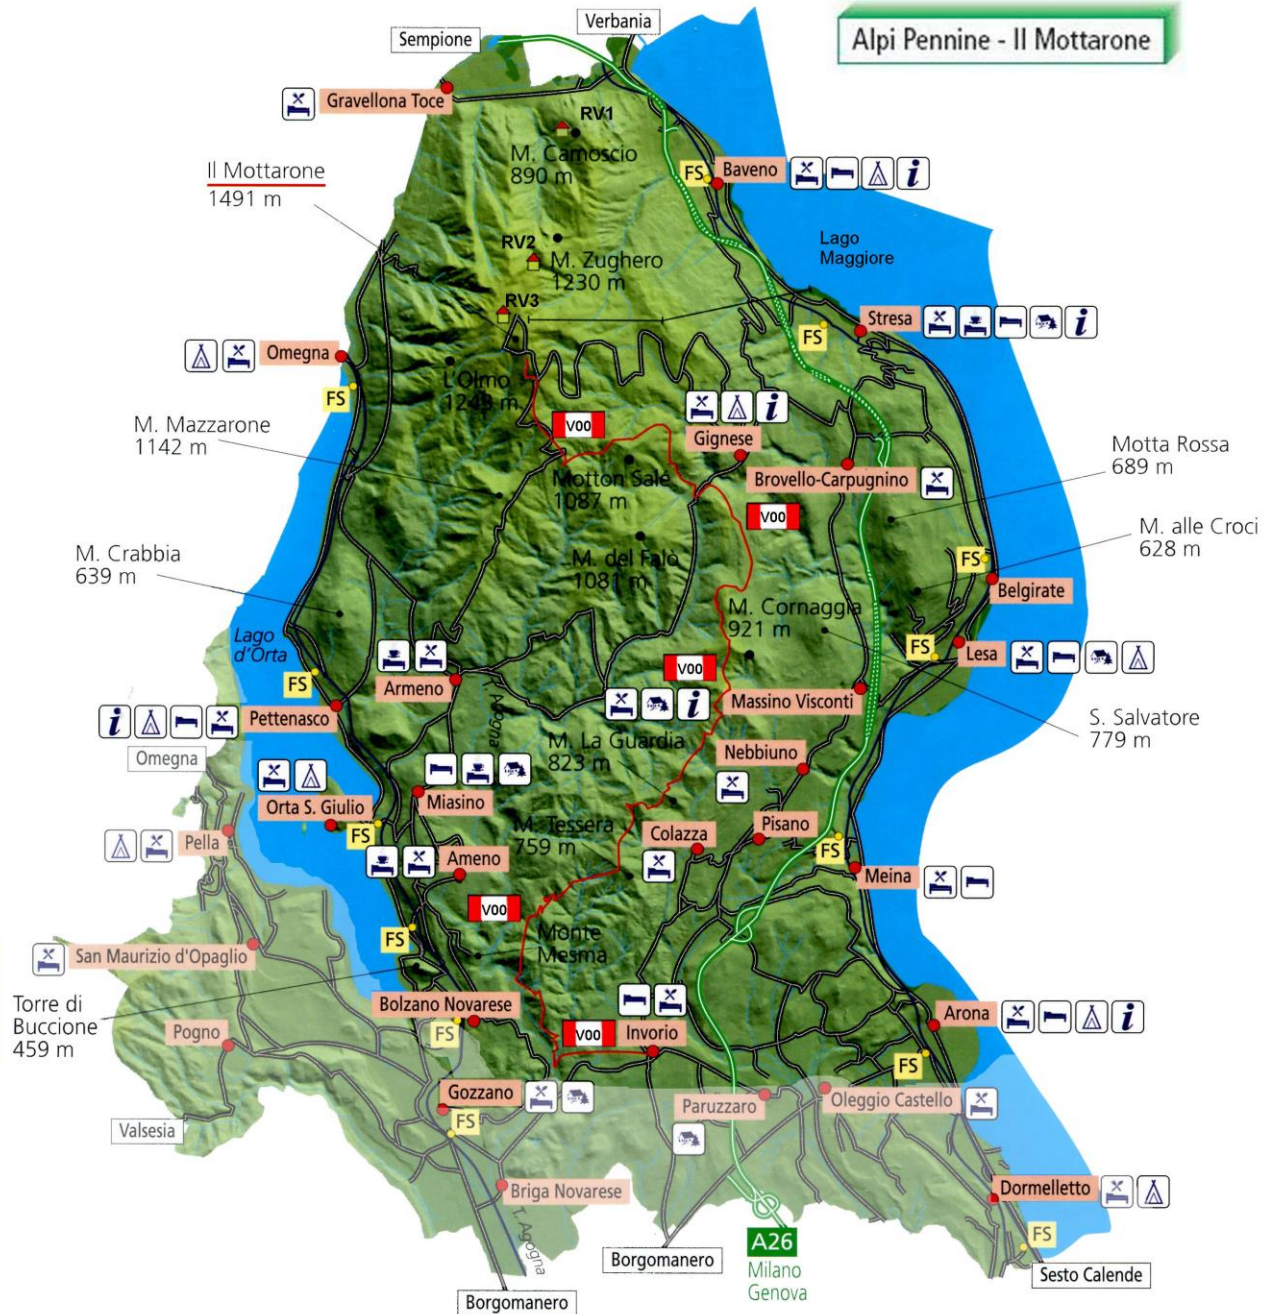 Verbania
Sempione
Alpi Pennine - Il Mottarone
Gravellona Toce
RV1
M. Camoscio
890 m
Il Mottarone
1491 m
FS
Baveno
i
Lago
Maggiore
RV2
M. Zughero
1230 m
RV3
Stresa
i
FS
Omegna
FS
L'Olmo
1243 m
i
V00
Gignese
M. Mazzarone
1142 m
Motta Rossa
689 m
Motton Sale
1087 m
Brovello-Carpugnino
V00
M. alle Croci
628 m
M. Crabbia
639 m
M. del Falò
1081 m
FS
Belgirate
M. Cornaggia
921 m
Lago
d'Orta
FS
Lesa
V00
FS
Armeno
Massino Visconti
i
Pettenasco
i
Agogna
S. Salvatore
779 m
M. La Guardia
823 m
Nebbiuno
Omegna
Orta S. Giulio
Miasino
M. Tessera
759 m
Colazza
Pisano
FS
FS
Pella
Ameno
Meina
V00
FS
Monte
Mesma
San Maurizio d'Opaglio
Torre di
Buccione
459 m
Bolzano Novarese
FS
V00
Invorio
Arona
i
Pogno
FS
Gozzano
FS
Paruzzaro
Oleggio Castello
Valsesia
Briga Novarese
T. Agogna
Dormelletto
FS
Borgomanero
A26
Milano
Genova
Sesto Calende
Borgomanero